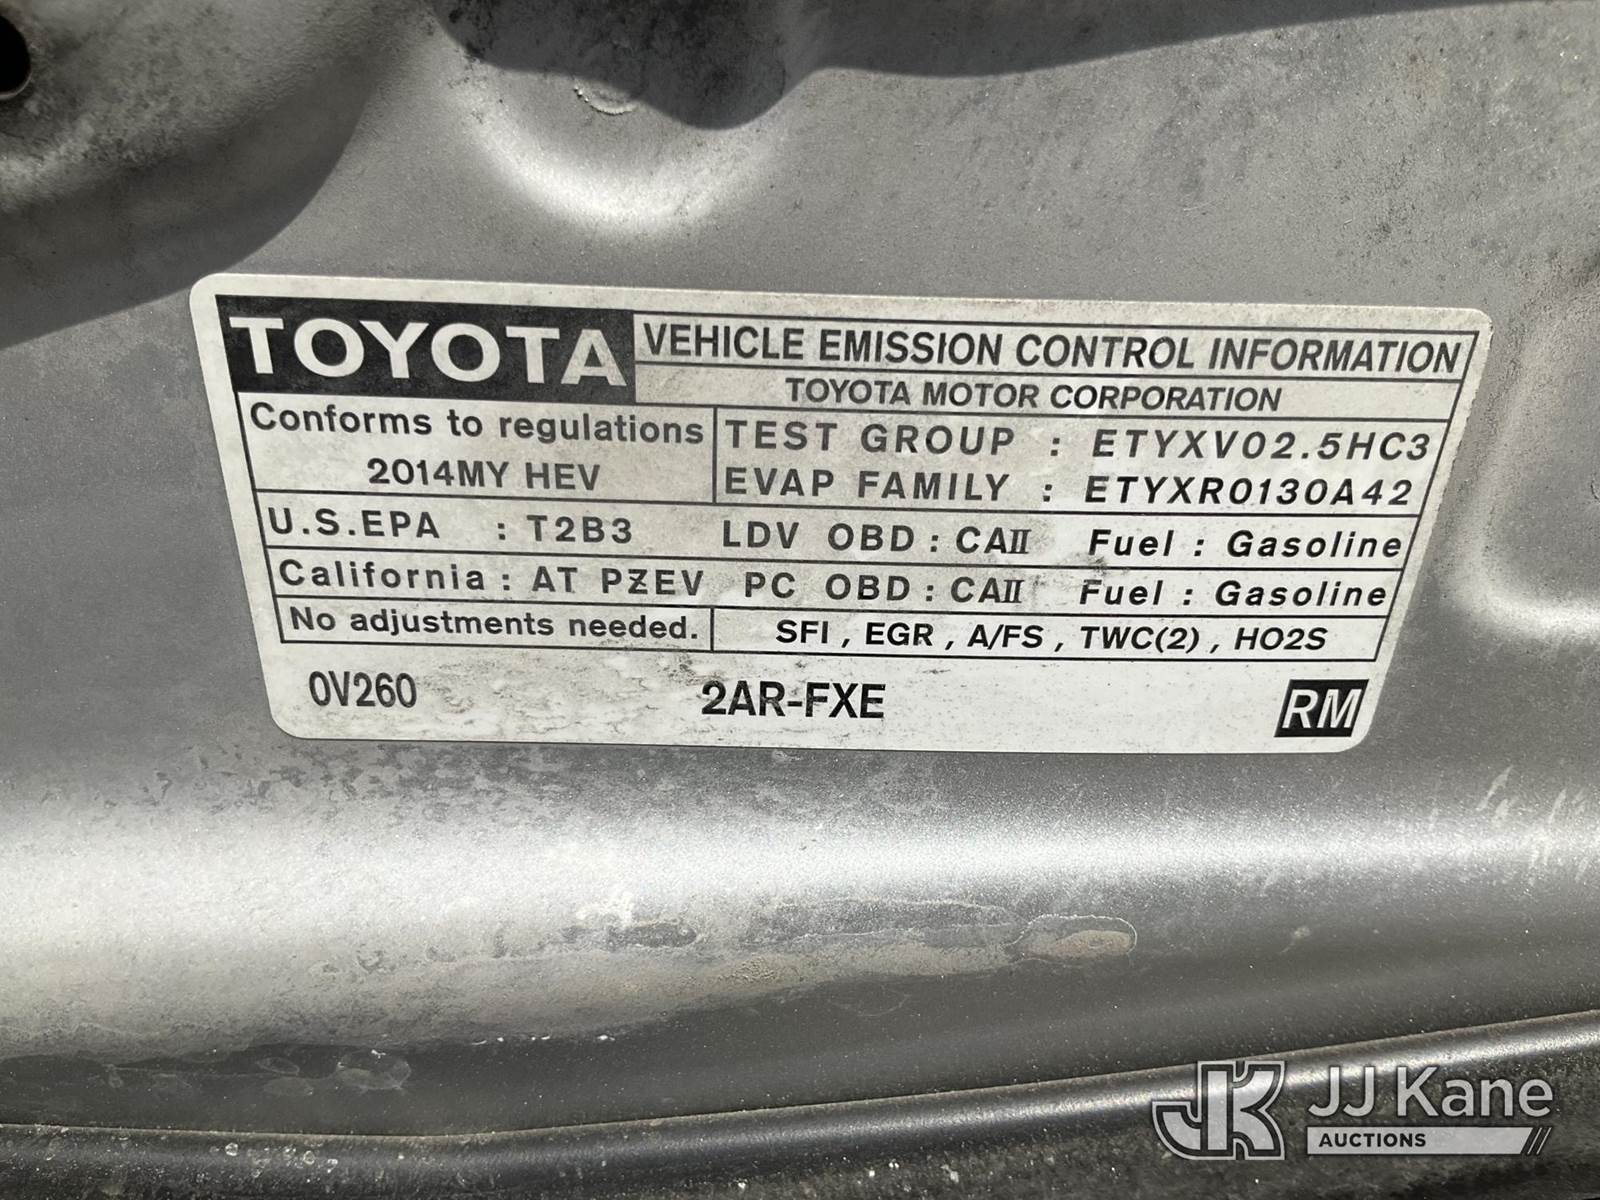 TOYOTA VEHICLE EMISSION CONTROL INFORMATION
TOYOTA MOTOR CORPORATION
Conforms to regulations
2014MY HEV
TEST GROUP : ETYXV02.5HC3
EVAP FAMILY : ETYXR0130A42
U.S.EPA : T2B3 LDV OBD : CAII Fuel : Gasoline
California : AT PZEV PC OBD : CAII Fuel : Gasoline
No adjustments needed. SFI , EGR , A/FS , TWC(2) , HO2S
0V260 2AR-FXE RM
JK JJ Kane
AUCTIONS